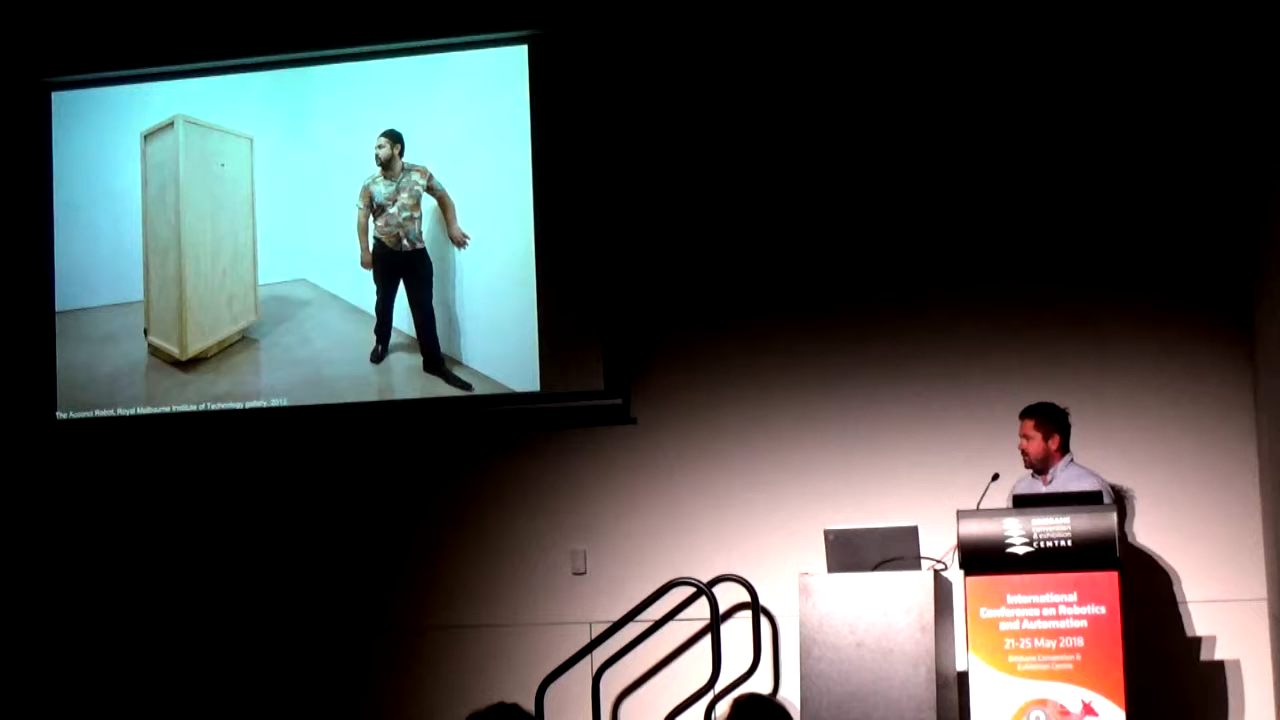 The Ausonoi Robot, Royal Melbourne Institute of Technology gallery, 2013
BRISBANE
CONVENTION
& EXHIBITION
CENTRE
International
Conference on Robotics
and Automation
21-25 May 2018
Brisbane Convention &
Exhibition Centre